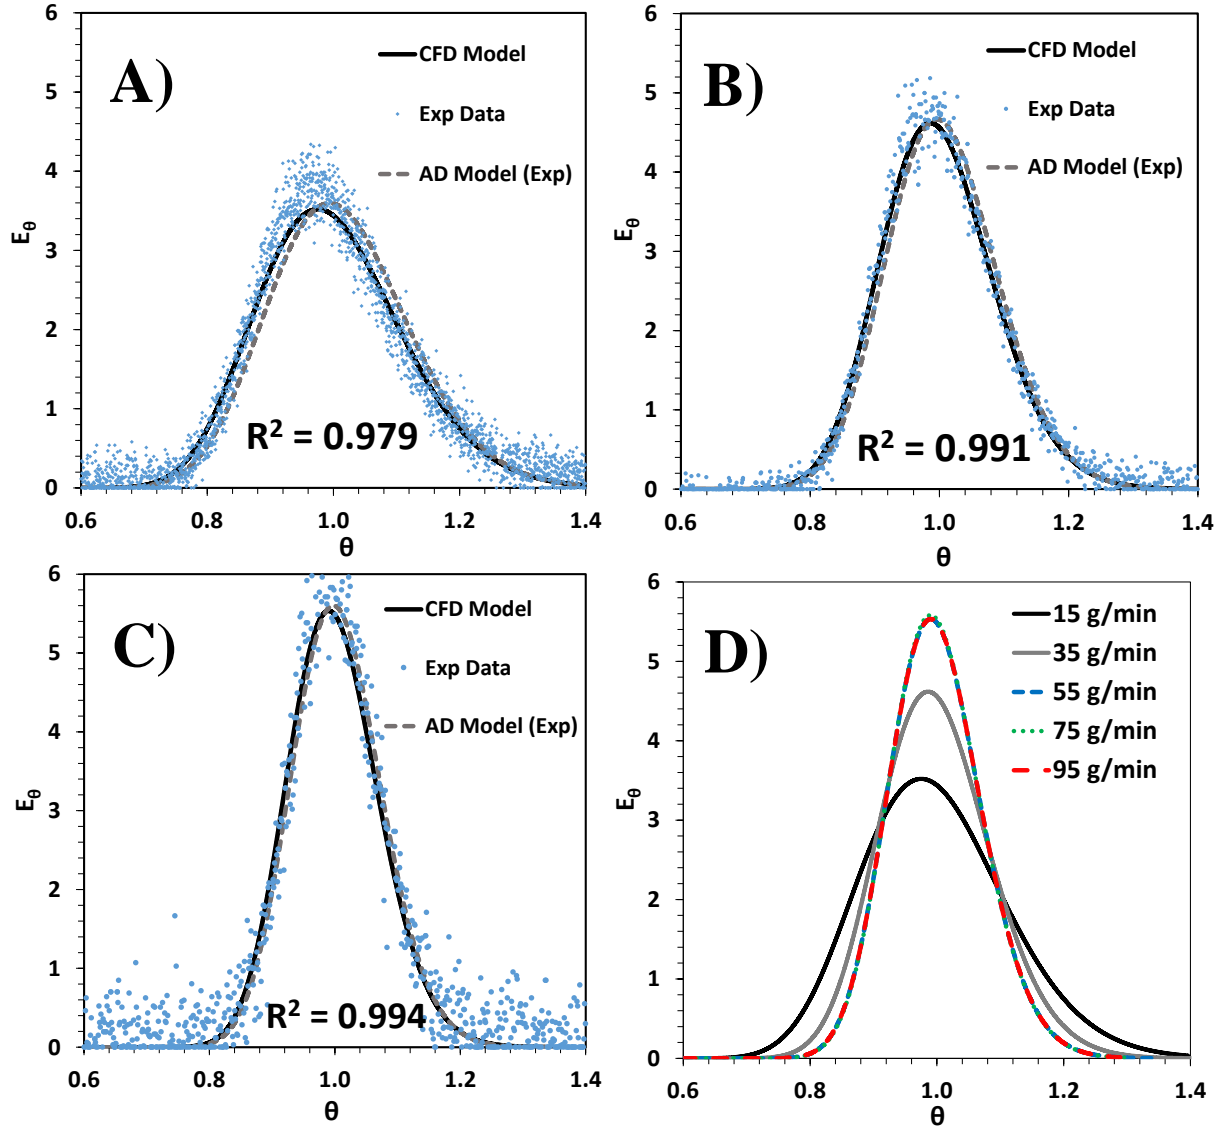 A)
CFD Model
Exp Data
AD Model (Exp)
R² = 0.979
E_θ
6
5
4
3
2
1
0
0.6 0.8 1.0 1.2 1.4
θ
B)
CFD Model
Exp Data
AD Model (Exp)
R² = 0.991
E_θ
6
5
4
3
2
1
0
0.6 0.8 1.0 1.2 1.4
θ
C)
CFD Model
Exp Data
AD Model (Exp)
R² = 0.994
E_θ
6
5
4
3
2
1
0
0.6 0.8 1.0 1.2 1.4
θ
D)
15 g/min
35 g/min
55 g/min
75 g/min
95 g/min
E_θ
6
5
4
3
2
1
0
0.6 0.8 1.0 1.2 1.4
θ